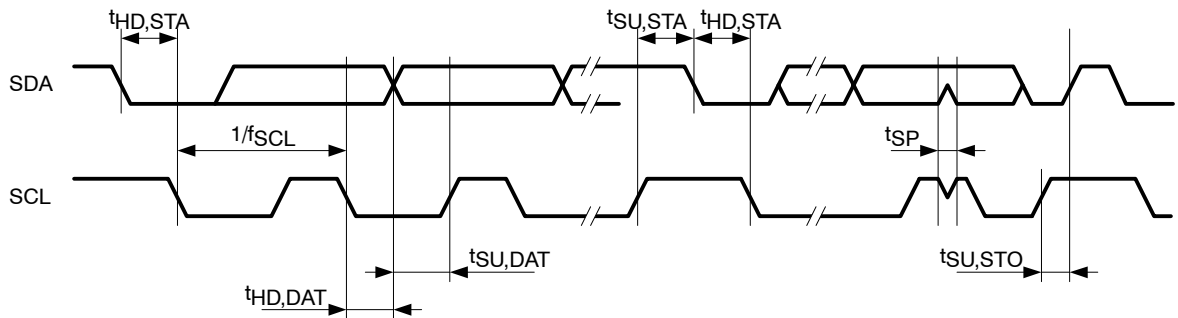 tHD,STA
tSU,STA
tHD,STA
SDA
1/fSCL
tSP
SCL
tSU,DAT
tSU,STO
tHD,DAT